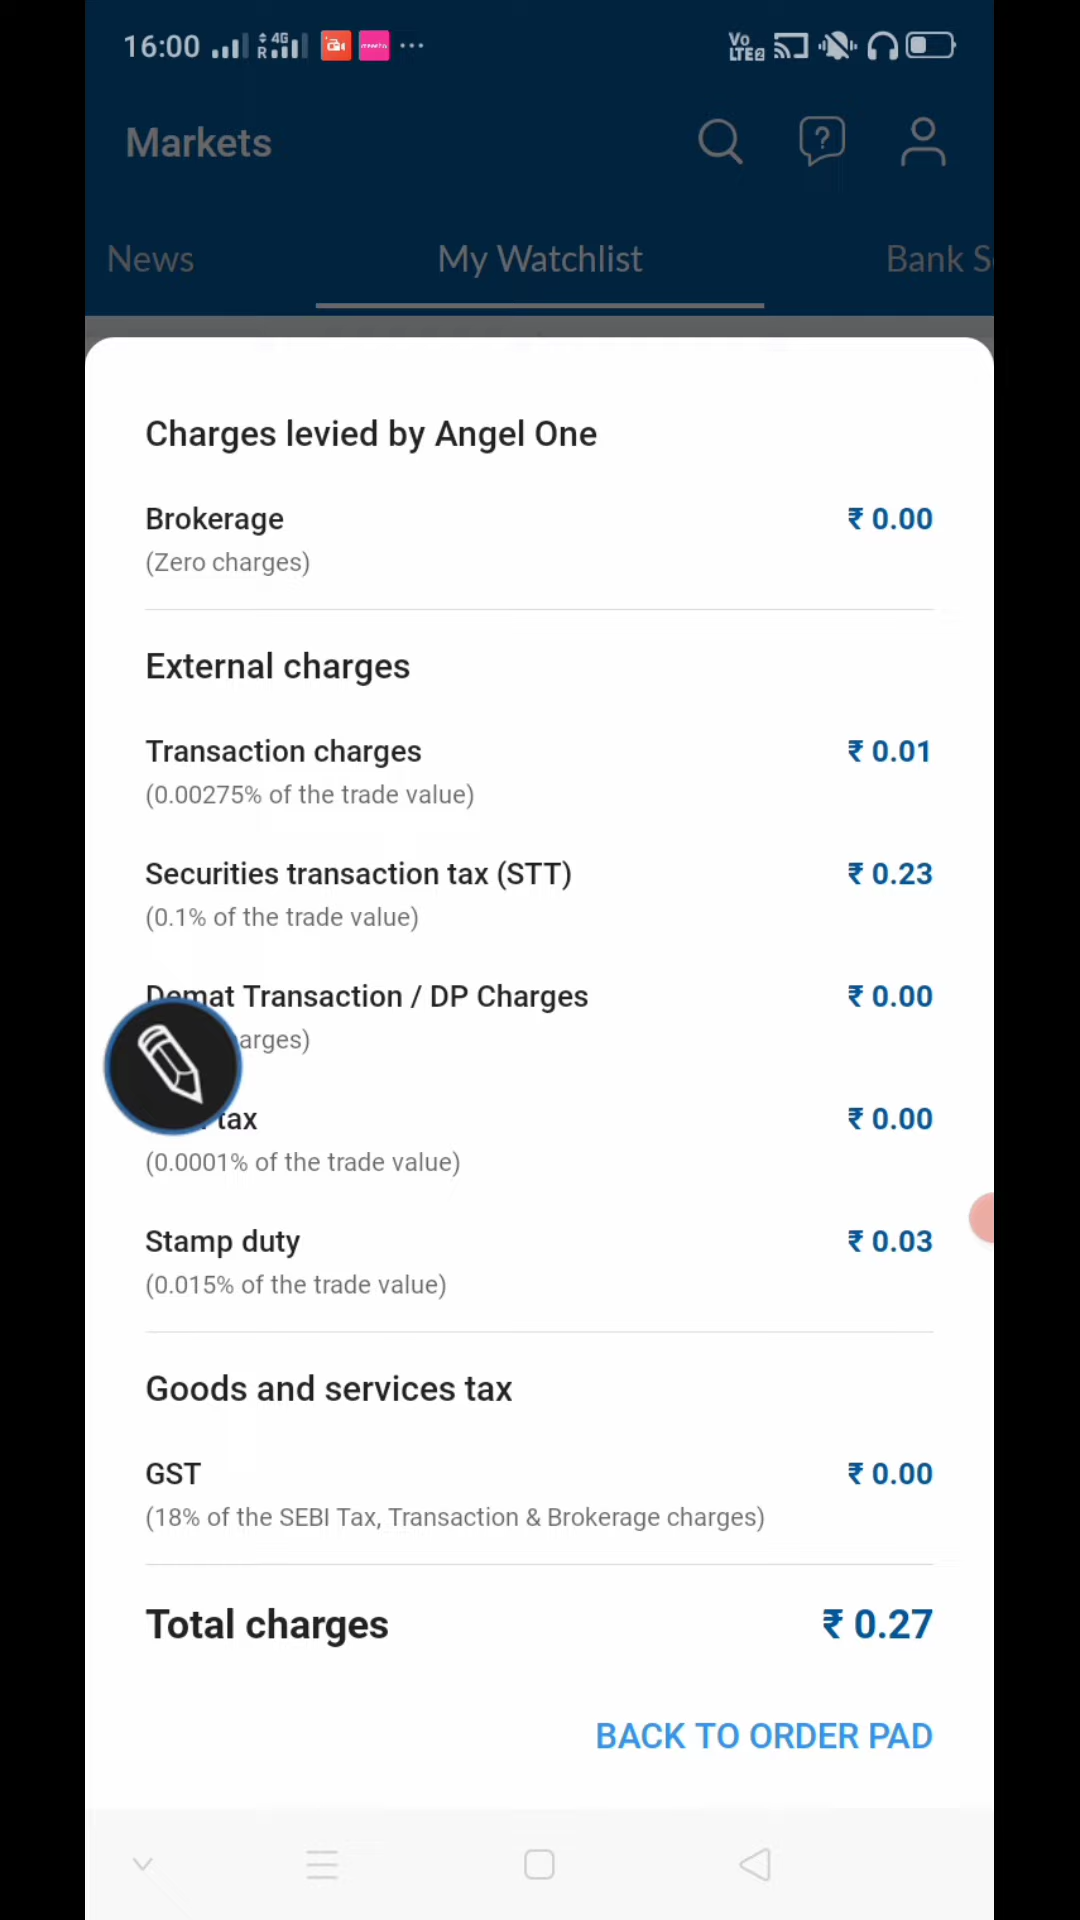 16:00
4G
R
Vo
LTE2
Markets
News
My Watchlist
Bank S
Charges levied by Angel One
Brokerage
₹ 0.00
(Zero charges)
External charges
Transaction charges
₹ 0.01
(0.00275% of the trade value)
Securities transaction tax (STT)
₹ 0.23
(0.1% of the trade value)
Demat Transaction / DP Charges
₹ 0.00
arges)
tax
₹ 0.00
(0.0001% of the trade value)
Stamp duty
₹ 0.03
(0.015% of the trade value)
Goods and services tax
GST
₹ 0.00
(18% of the SEBI Tax, Transaction & Brokerage charges)
Total charges
₹ 0.27
BACK TO ORDER PAD